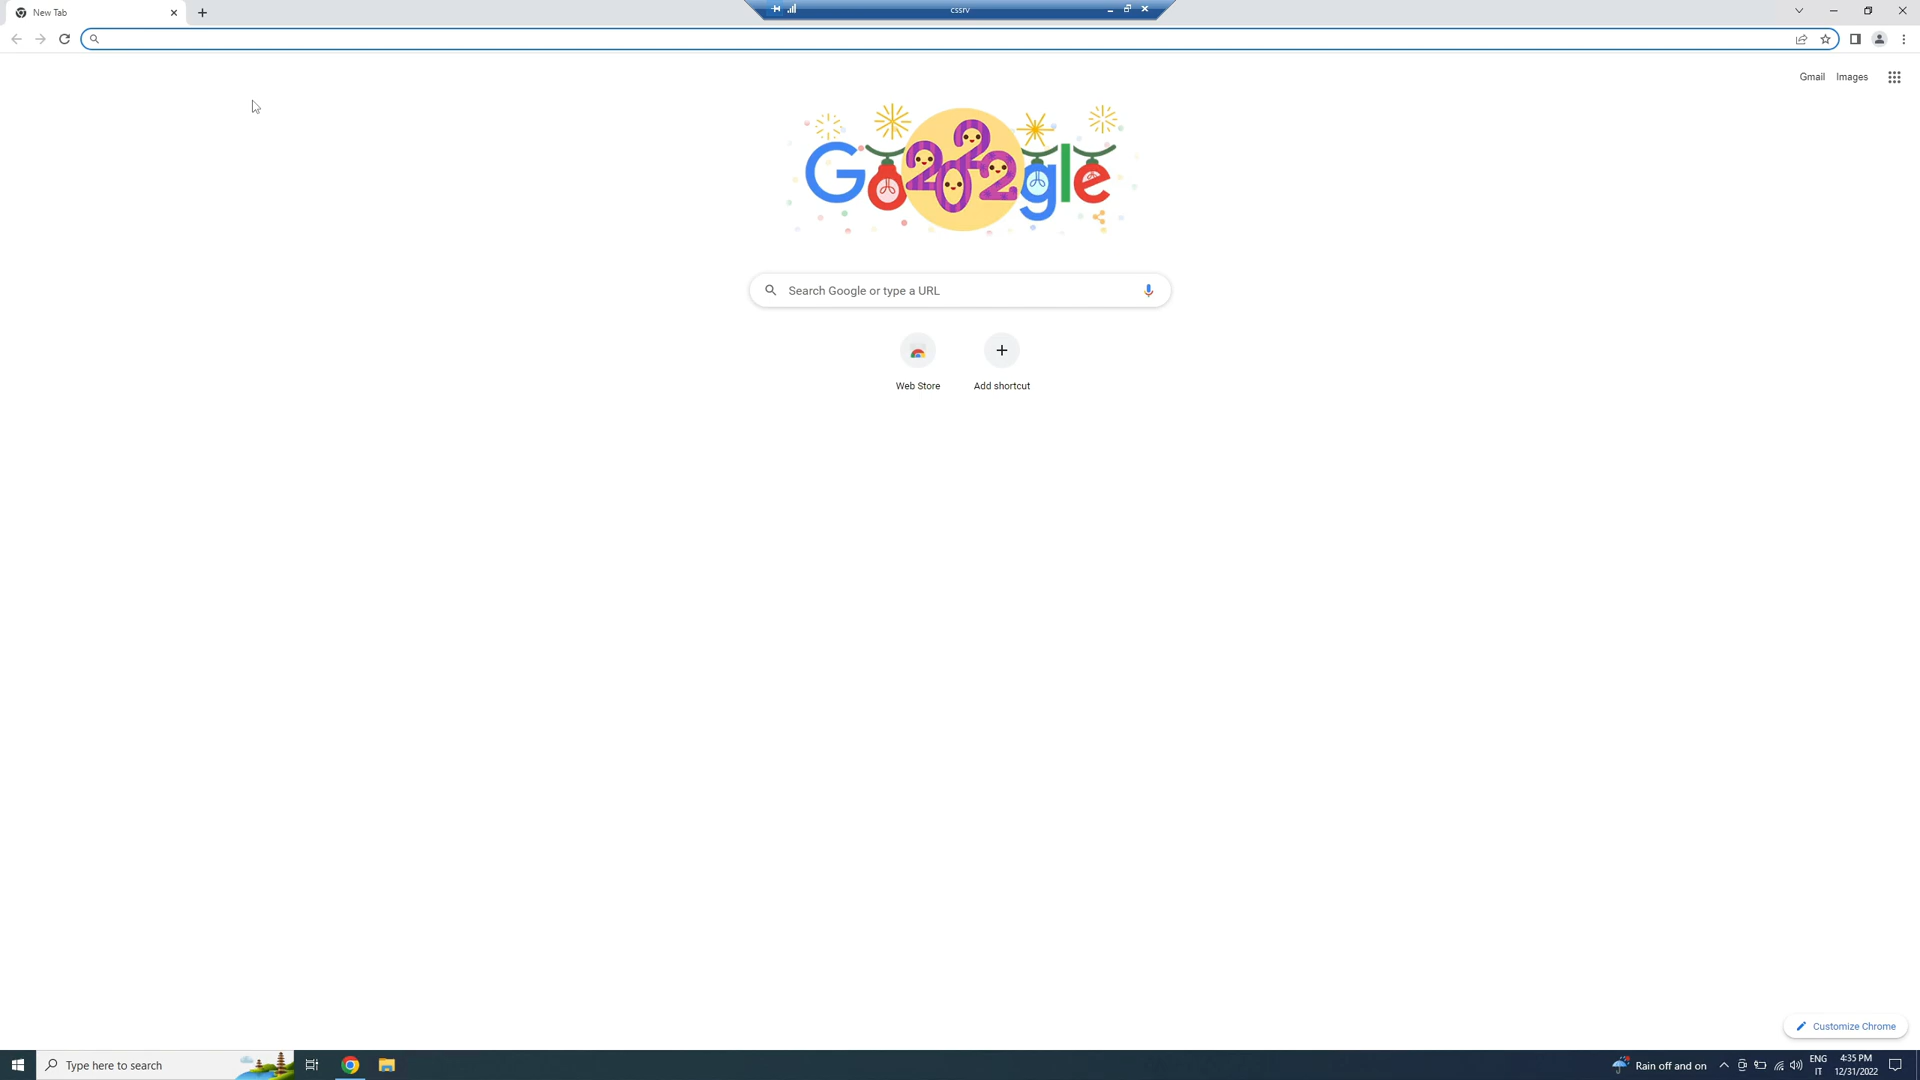 New Tab
cssrv
Gmail Images
Go2022gle
Search Google or type a URL
Web Store
Add shortcut
Customize Chrome
Type here to search
Rain off and on
ENG
IT
4:35 PM
12/31/2022